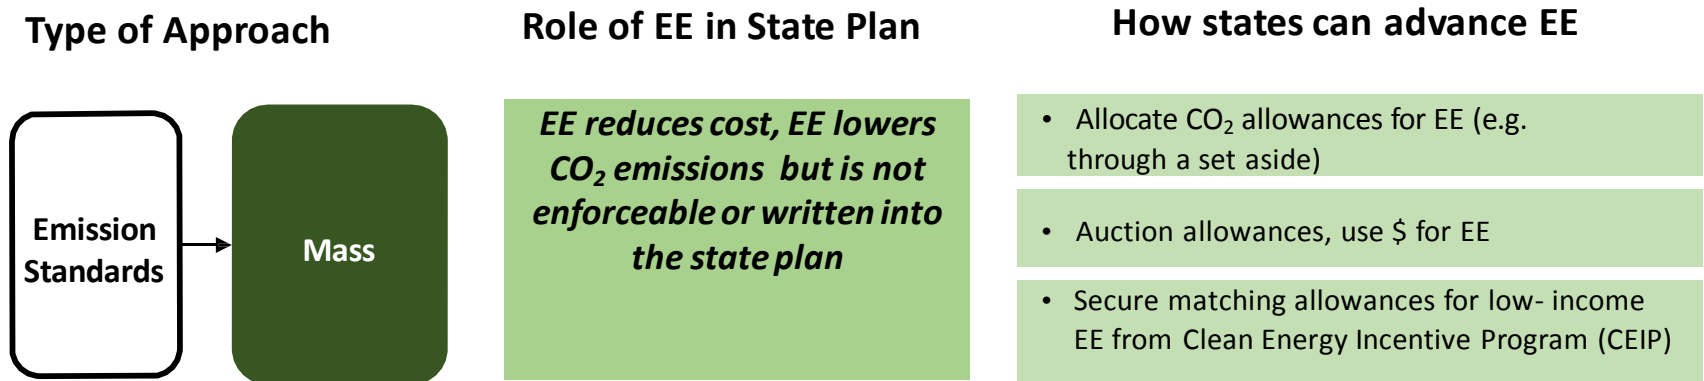 Type of Approach
Role of EE in State Plan
How states can advance EE
Emission
Standards
Mass
EE reduces cost, EE lowers
CO₂ emissions but is not
enforceable or written into
the state plan
• Allocate CO₂ allowances for EE (e.g.
through a set aside)
• Auction allowances, use $ for EE
• Secure matching allowances for low- income
EE from Clean Energy Incentive Program (CEIP)